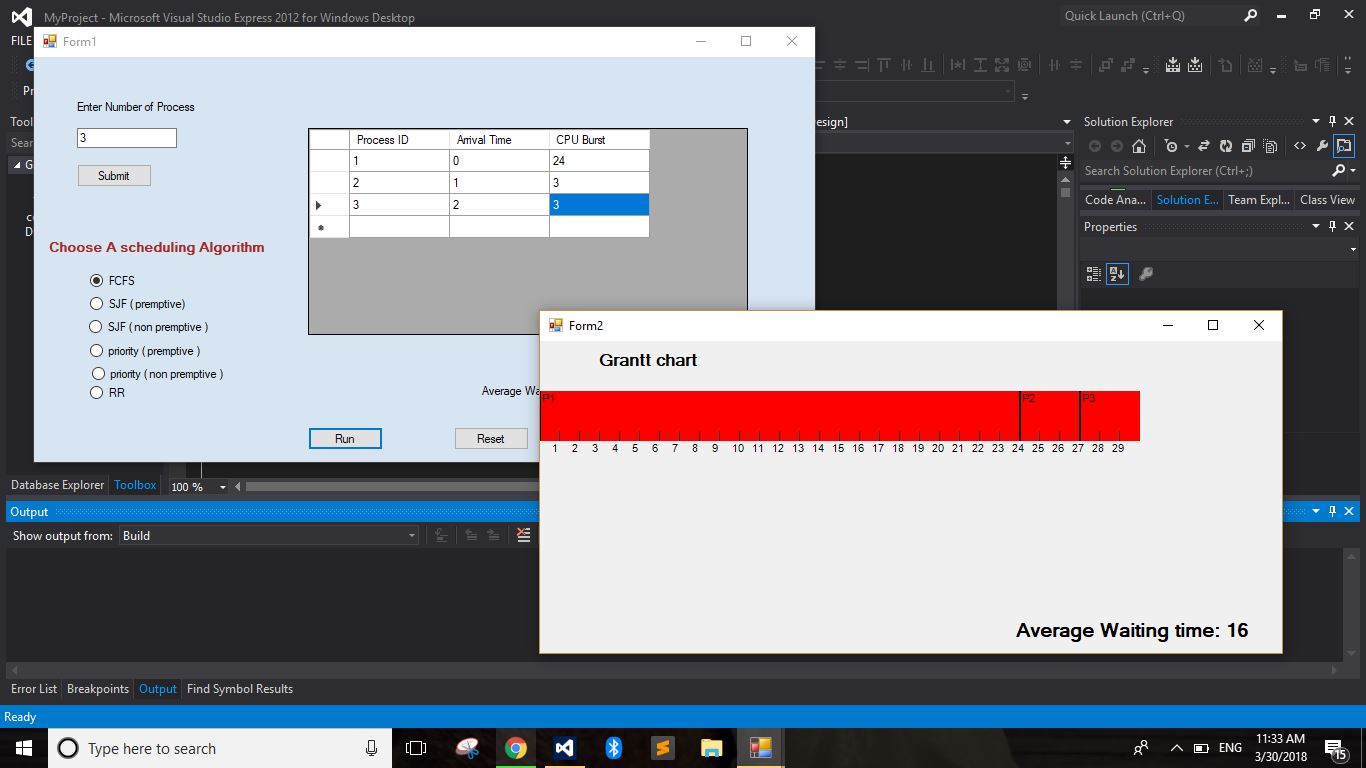 MyProject - Microsoft Visual Studio Express 2012 for Windows Desktop
Quick Launch (Ctrl+Q)
FILE
Form1
Enter Number of Process
3
Submit
Process ID Arrival Time CPU Burst
1 0 24
2 1 3
3 2 3
Choose A scheduling Algorithm
FCFS
SJF ( premptive)
SJF ( non premptive )
priority ( premptive )
priority ( non premptive )
RR
Average Wa
Run Reset
esign]
Solution Explorer
Search Solution Explorer (Ctrl+;)
Code Ana... Solution E... Team Expl... Class View
Properties
Form2
Grantt chart
P1 P2 P3
1 2 3 4 5 6 7 8 9 10 11 12 13 14 15 16 17 18 19 20 21 22 23 24 25 26 27 28 29
Average Waiting time: 16
Database Explorer Toolbox 100 %
Output
Show output from: Build
Error List Breakpoints Output Find Symbol Results
Ready
Type here to search
ENG
11:33 AM
3/30/2018
15